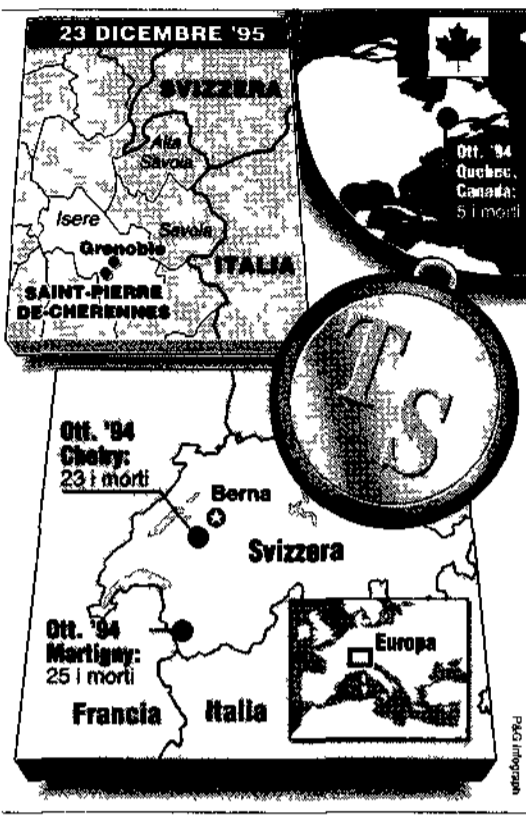 23 DICEMBRE '95
SVIZZERA
Alta
Savoia
Isere
Savoia
Grenoble
ITALIA
SAINT-PIERRE
DE-CHERENNES
Ott. '94
Quebec,
Canada:
5 i morti
T
S
Ott. '94
Cheiry:
23 i morti
Berna
Svizzera
Ott. '94
Martigny:
25 i morti
Francia
Italia
Europa
P&G Infograph